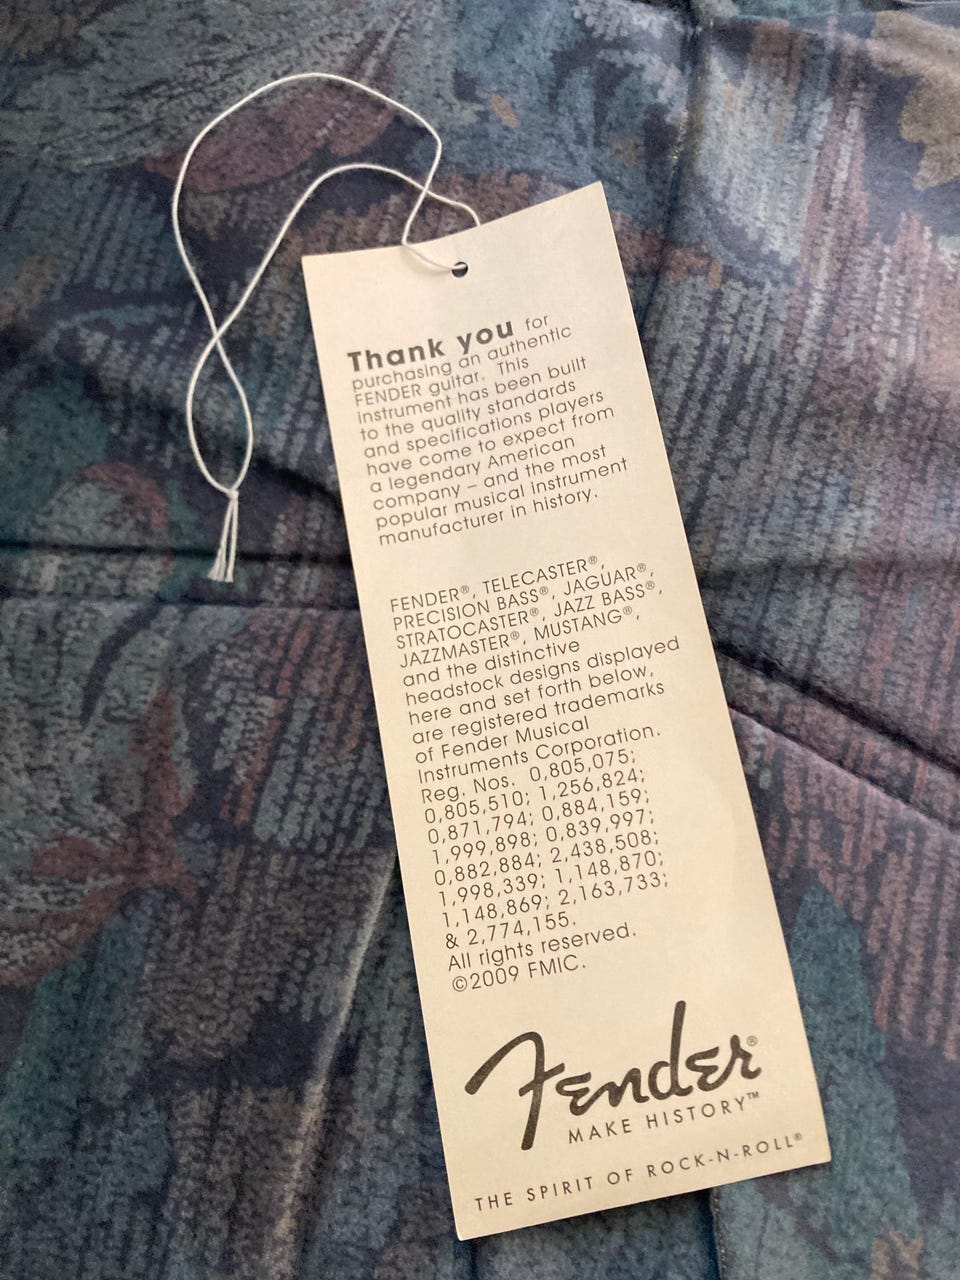 Thank you for
purchasing an authentic
FENDER guitar. This
instrument has been built
to the quality standards
and specifications players
have come to expect from
a legendary American
company – and the most
popular musical instrument
manufacturer in history.
FENDER®, TELECASTER®,
PRECISION BASS®, JAGUAR®,
STRATOCASTER®, JAZZ BASS®,
JAZZMASTER®, MUSTANG®,
and the distinctive
headstock designs displayed
here and set forth below,
are registered trademarks
of Fender Musical
Instruments Corporation.
Reg. Nos. 0,805,075;
0,805,510; 1,256,824;
0,871,794; 0,884,159;
1,999,898; 0,839,997;
0,882,884; 2,438,508;
1,998,339; 1,148,870;
1,148,869; 2,163,733;
& 2,774,155.
All rights reserved.
©2009 FMIC.
Fender®
MAKE HISTORY™
THE SPIRIT OF ROCK-N-ROLL®